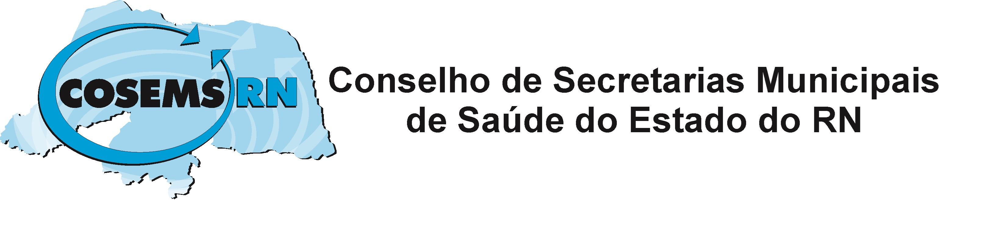 COSEMS RN
Conselho de Secretarias Municipais
de Saúde do Estado do RN